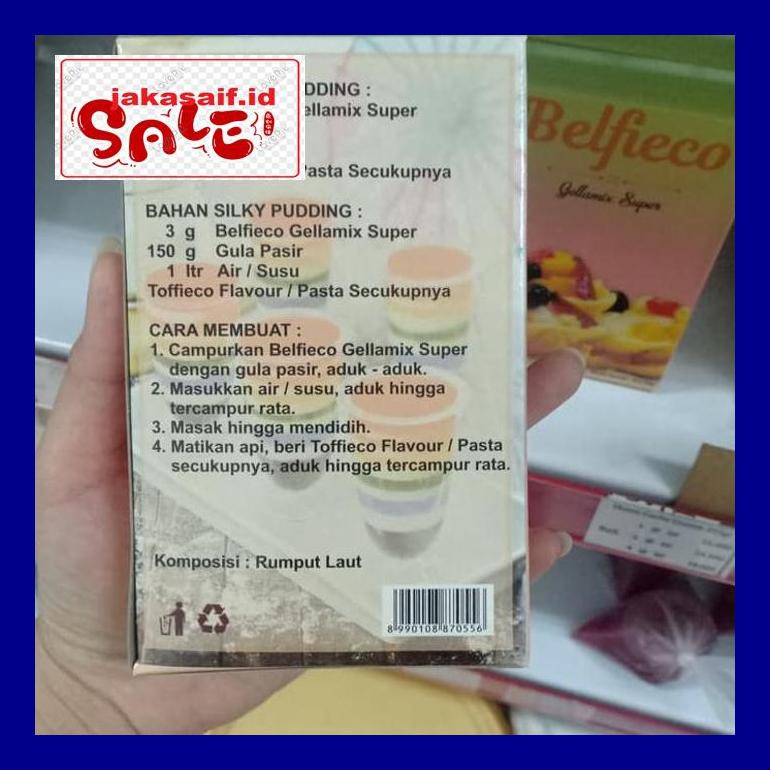 jakasaif.id
SALE!
DDING :
ellamix Super
Pasta Secukupnya
BAHAN SILKY PUDDING :
3 g Belfieco Gellamix Super
150 g Gula Pasir
1 ltr Air / Susu
Toffieco Flavour / Pasta Secukupnya
CARA MEMBUAT :
1. Campurkan Belfieco Gellamix Super
dengan gula pasir, aduk - aduk.
2. Masukkan air / susu, aduk hingga
tercampur rata.
3. Masak hingga mendidih.
4. Matikan api, beri Toffieco Flavour / Pasta
secukupnya, aduk hingga tercampur rata.
Komposisi : Rumput Laut
8 990108 870556
Belfieco
Gellamix Super